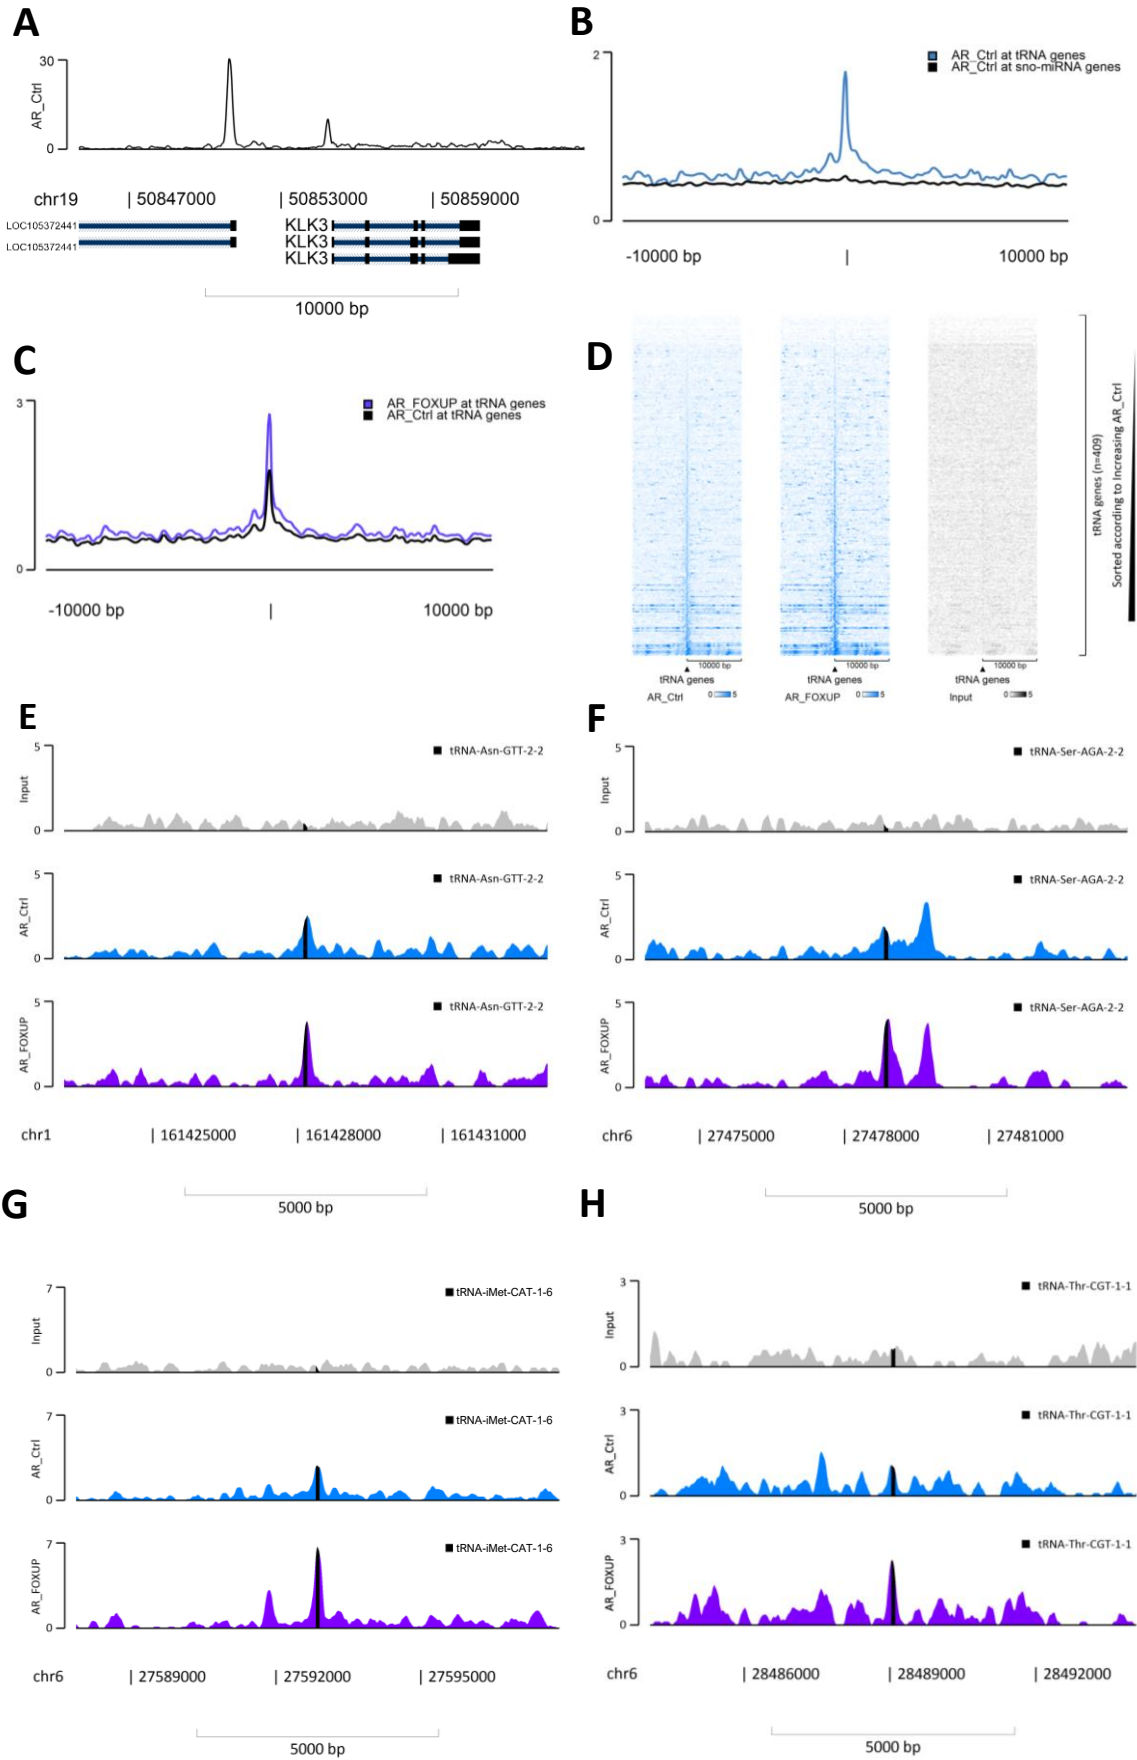 A
30
AR_Ctrl
0
chr19 | 50847000 | 50853000 | 50859000
LOC105372441 KLK3
LOC105372441 KLK3
KLK3
10000 bp
B
2
AR_Ctrl at tRNA genes
AR_Ctrl at sno-miRNA genes
0
-10000 bp | 10000 bp
C
3
AR_FOXUP at tRNA genes
AR_Ctrl at tRNA genes
0
-10000 bp | 10000 bp
D
tRNA genes (n=409)
Sorted according to Increasing AR_Ctrl
10000 bp 10000 bp 10000 bp
tRNA genes tRNA genes tRNA genes
AR_Ctrl 0 5 AR_FOXUP 0 5 Input 0 5
E
5
Input
0
tRNA-Asn-GTT-2-2
5
AR_Ctrl
0
tRNA-Asn-GTT-2-2
5
AR_FOXUP
0
tRNA-Asn-GTT-2-2
chr1 | 161425000 | 161428000 | 161431000
5000 bp
F
5
Input
0
tRNA-Ser-AGA-2-2
5
AR_Ctrl
0
tRNA-Ser-AGA-2-2
5
AR_FOXUP
0
tRNA-Ser-AGA-2-2
chr6 | 27475000 | 27478000 | 27481000
5000 bp
G
7
Input
0
tRNA-iMet-CAT-1-6
7
AR_Ctrl
0
tRNA-iMet-CAT-1-6
7
AR_FOXUP
0
tRNA-iMet-CAT-1-6
chr6 | 27589000 | 27592000 | 27595000
5000 bp
H
3
Input
0
tRNA-Thr-CGT-1-1
3
AR_Ctrl
0
tRNA-Thr-CGT-1-1
3
AR_FOXUP
0
tRNA-Thr-CGT-1-1
chr6 | 28486000 | 28489000 | 28492000
5000 bp